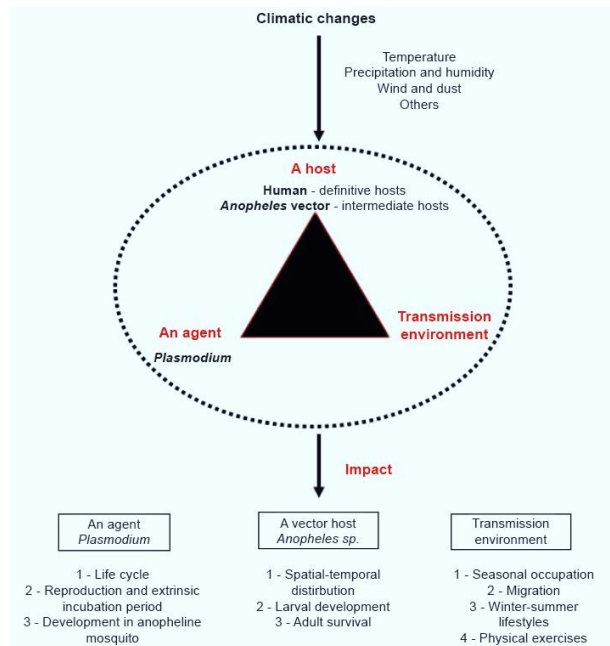 Climatic changes
Temperature
Precipitation and humidity
Wind and dust
Others
A host
Human - definitive hosts
Anopheles vector - intermediate hosts
An agent
Plasmodium
Transmission
environment
Impact
An agent
Plasmodium
1 - Life cycle
2 - Reproduction and extrinsic
incubation period
3 - Development in anopheline
mosquito
A vector host
Anopheles sp.
1 - Spatial-temporal
distirbution
2 - Larval development
3 - Adult survival
Transmission
environment
1 - Seasonal occupation
2 - Migration
3 - Winter-summer
lifestyles
4 - Physical exercises